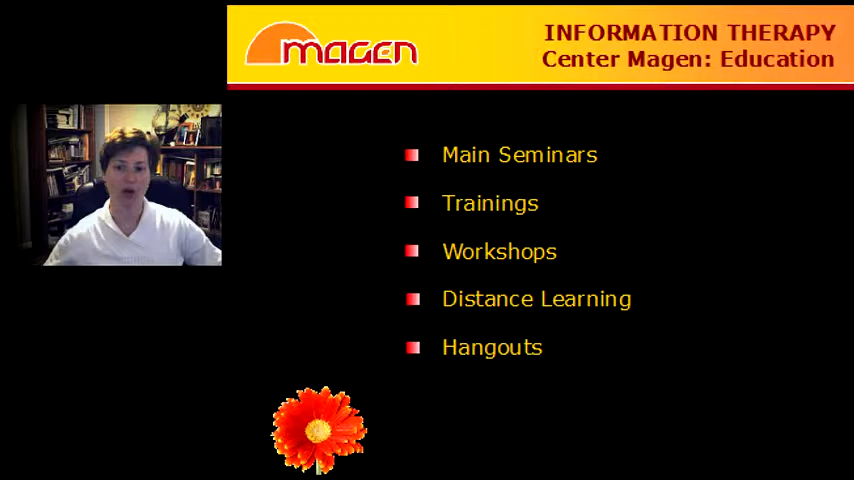 magen
INFORMATION THERAPY
Center Magen: Education
Main Seminars
Trainings
Workshops
Distance Learning
Hangouts